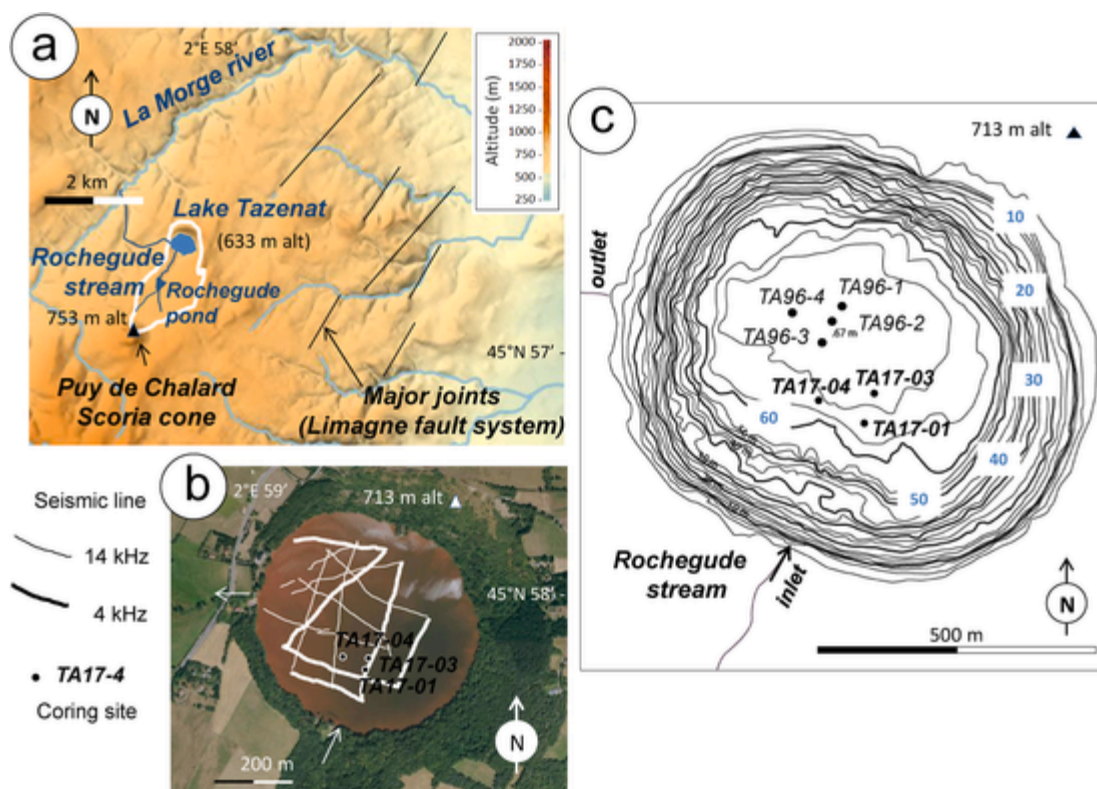 a
2°E 58’
La Morge river
N
2 km
Altitude (m)
2000
1750
1500
1250
1000
750
500
250
Lake Tazenat
(633 m alt)
Rochegude
stream
Rochegude
pond
753 m alt
45°N 57’
Puy de Chalard
Scoria cone
Major joints
(Limagne fault system)
Seismic line
14 kHz
4 kHz
TA17-4
Coring site
b
2°E 59’
713 m alt
45°N 58’
TA17-04
TA17-03
TA17-01
200 m
N
c
713 m alt
10
20
30
40
50
60
outlet
TA96-4
TA96-1
TA96-2
TA96-3
67 m
TA17-04
TA17-03
TA17-01
Rochegude
stream
inlet
N
500 m